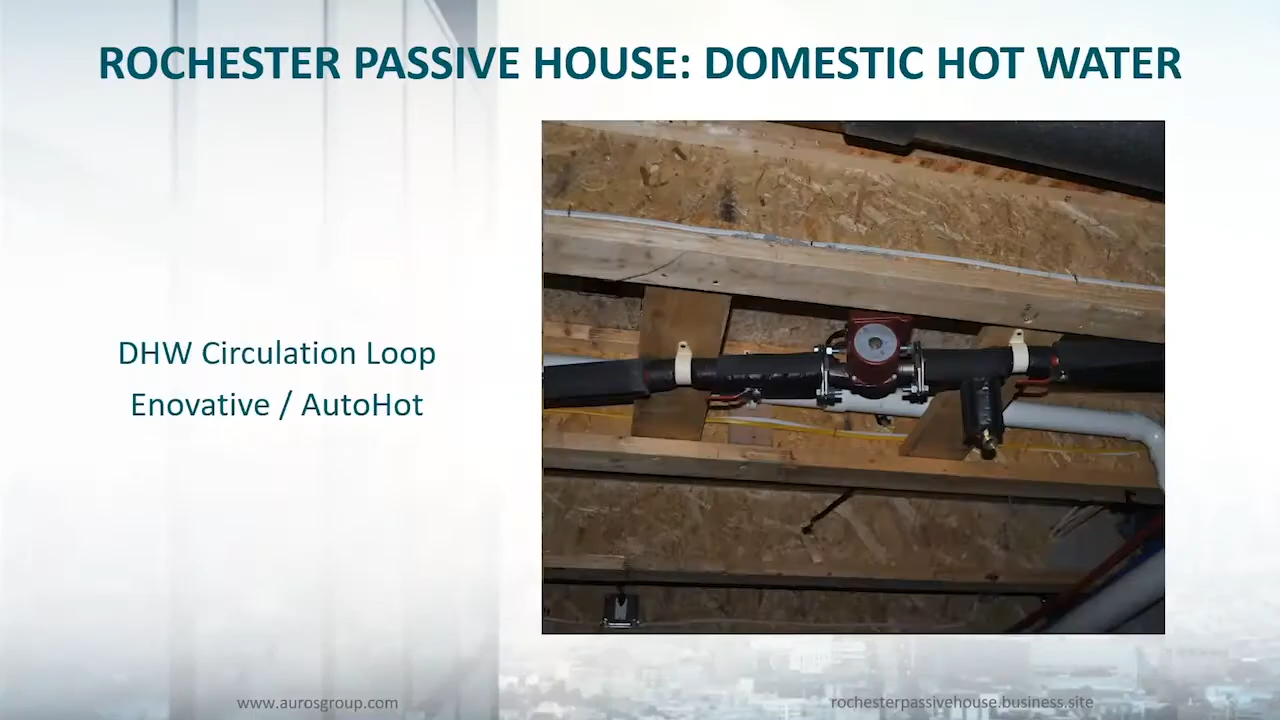 ROCHESTER PASSIVE HOUSE: DOMESTIC HOT WATER
DHW Circulation Loop
Enovative / AutoHot
www.aurosgroup.com
rochesterpassivehouse.business.site